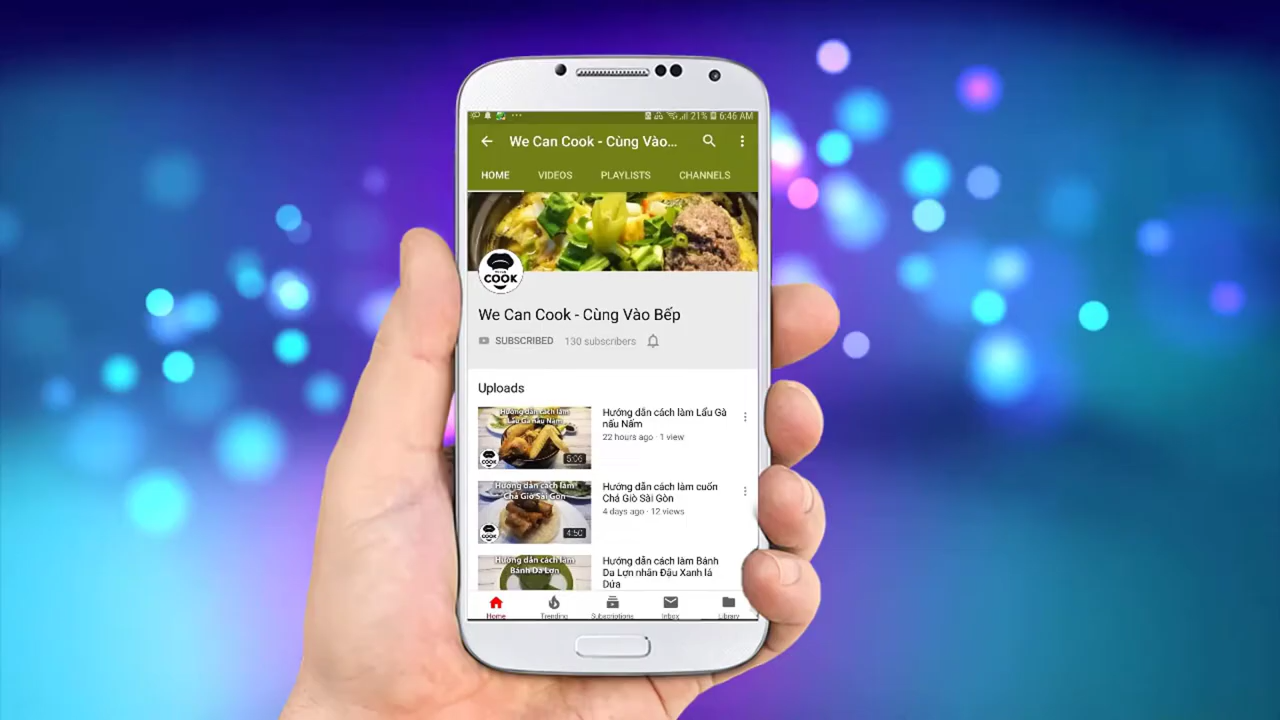 21% 6:46 AM
We Can Cook - Cùng Vào...
HOME VIDEOS PLAYLISTS CHANNELS
COOK
We Can Cook - Cùng Vào Bếp
SUBSCRIBED 130 subscribers
Uploads
Hướng dẫn cách làm
Lẩu Gà nấu Nấm
COOK
5:06
Hướng dẫn cách làm Lẩu Gà
nấu Nấm
22 hours ago · 1 view
Hướng dẫn cách làm
Chả Giò Sài Gòn
COOK
4:50
Hướng dẫn cách làm cuốn
Chả Giò Sài Gòn
4 days ago · 12 views
Hướng dẫn cách làm
Bánh Da Lợn
Hướng dẫn cách làm Bánh
Da Lợn nhân Đậu Xanh lá
Dứa
Home Trending Subscriptions Inbox Library